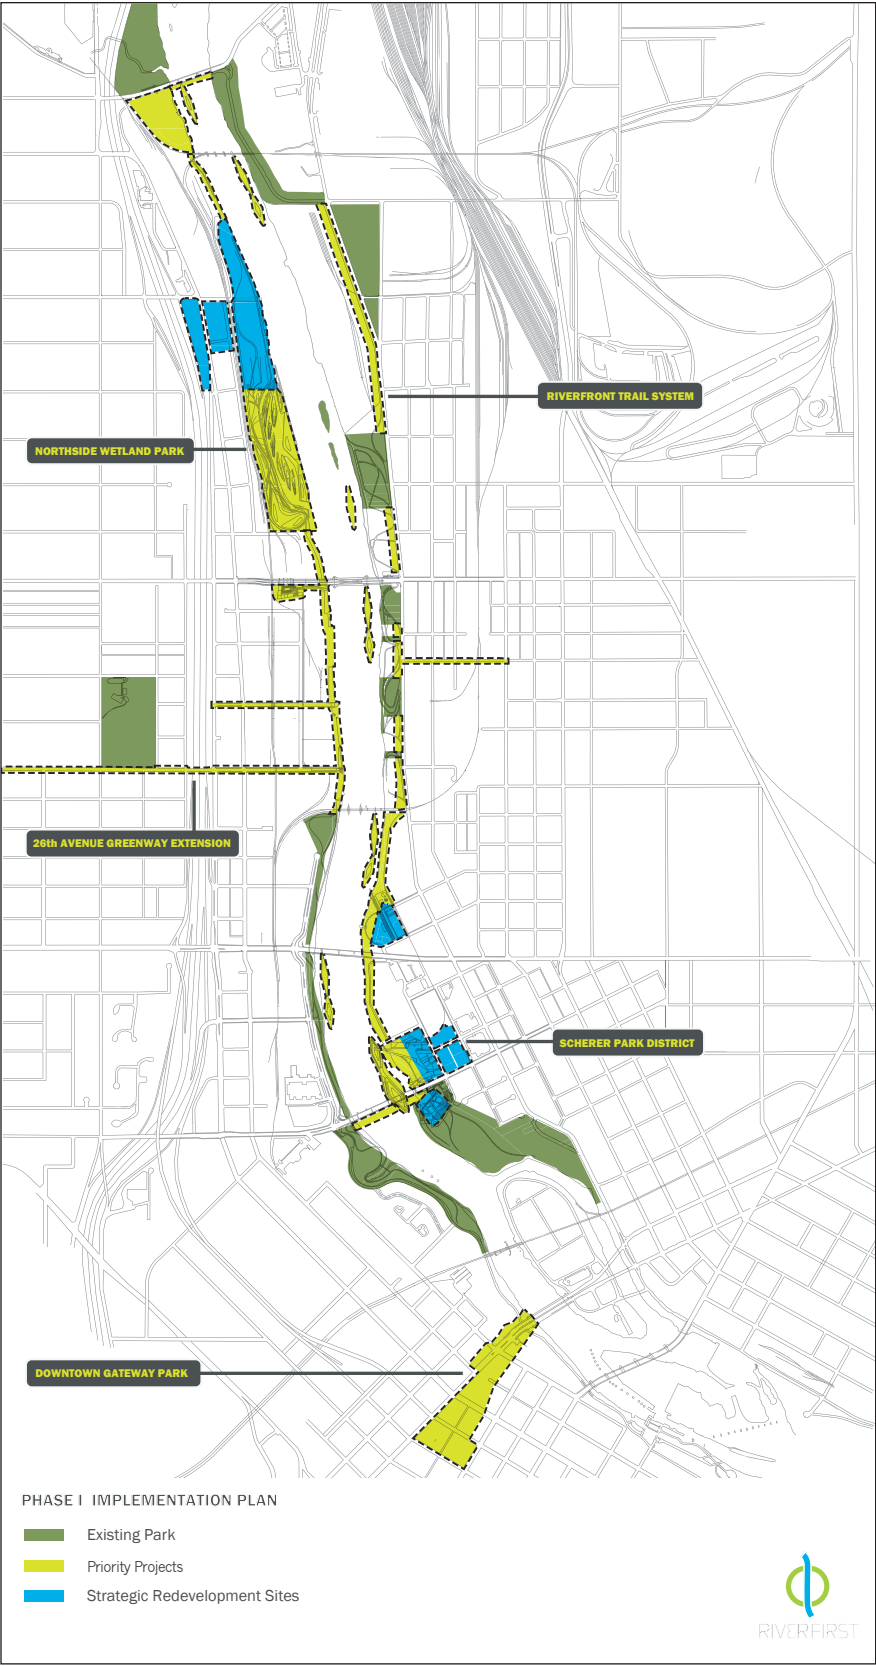 RIVERFRONT TRAIL SYSTEM
NORTHSIDE WETLAND PARK
26th AVENUE GREENWAY EXTENSION
SCHERER PARK DISTRICT
DOWNTOWN GATEWAY PARK
PHASE I IMPLEMENTATION PLAN
Existing Park
Priority Projects
Strategic Redevelopment Sites
RIVERFIRST